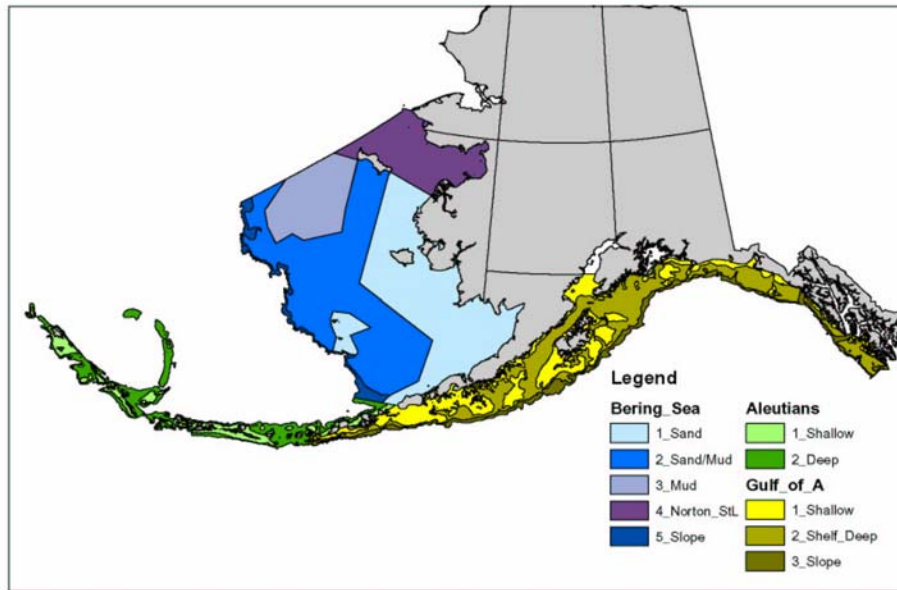 Legend
Bering_Sea
1_Sand
2_Sand/Mud
3_Mud
4_Norton_StL
5_Slope
Aleutians
1_Shallow
2_Deep
Gulf_of_A
1_Shallow
2_Shelf_Deep
3_Slope